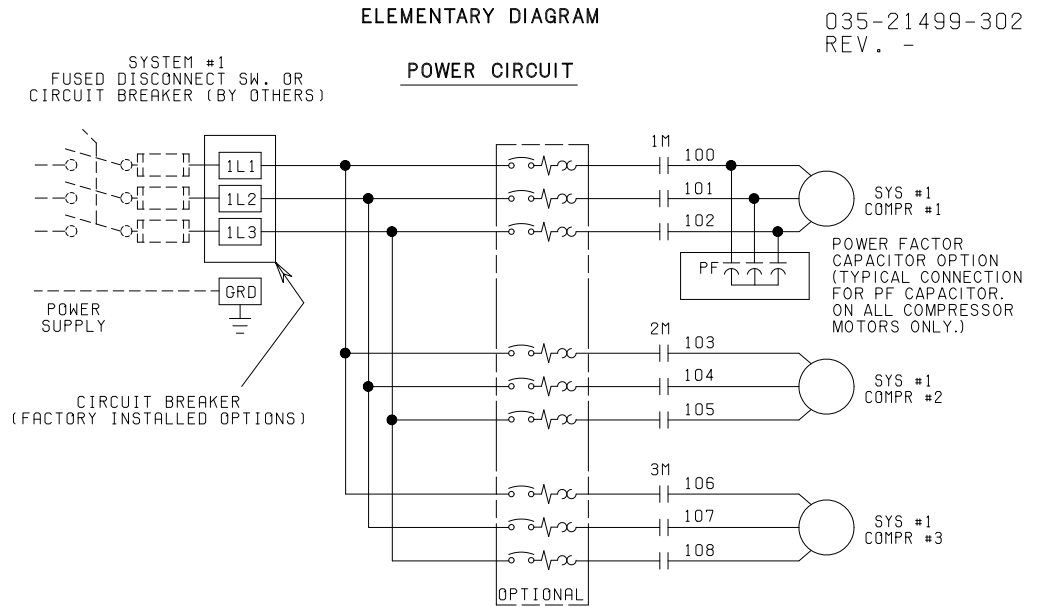 ELEMENTARY DIAGRAM
035-21499-302
REV. -
POWER CIRCUIT
SYSTEM #1
FUSED DISCONNECT SW. OR
CIRCUIT BREAKER (BY OTHERS)
1L1
1L2
1L3
GRD
POWER
SUPPLY
CIRCUIT BREAKER
(FACTORY INSTALLED OPTIONS)
1M
100
101
102
SYS #1
COMPR #1
PF
POWER FACTOR
CAPACITOR OPTION
(TYPICAL CONNECTION
FOR PF CAPACITOR.
ON ALL COMPRESSOR
MOTORS ONLY.)
2M
103
104
105
SYS #1
COMPR #2
3M
106
107
108
SYS #1
COMPR #3
OPTIONAL